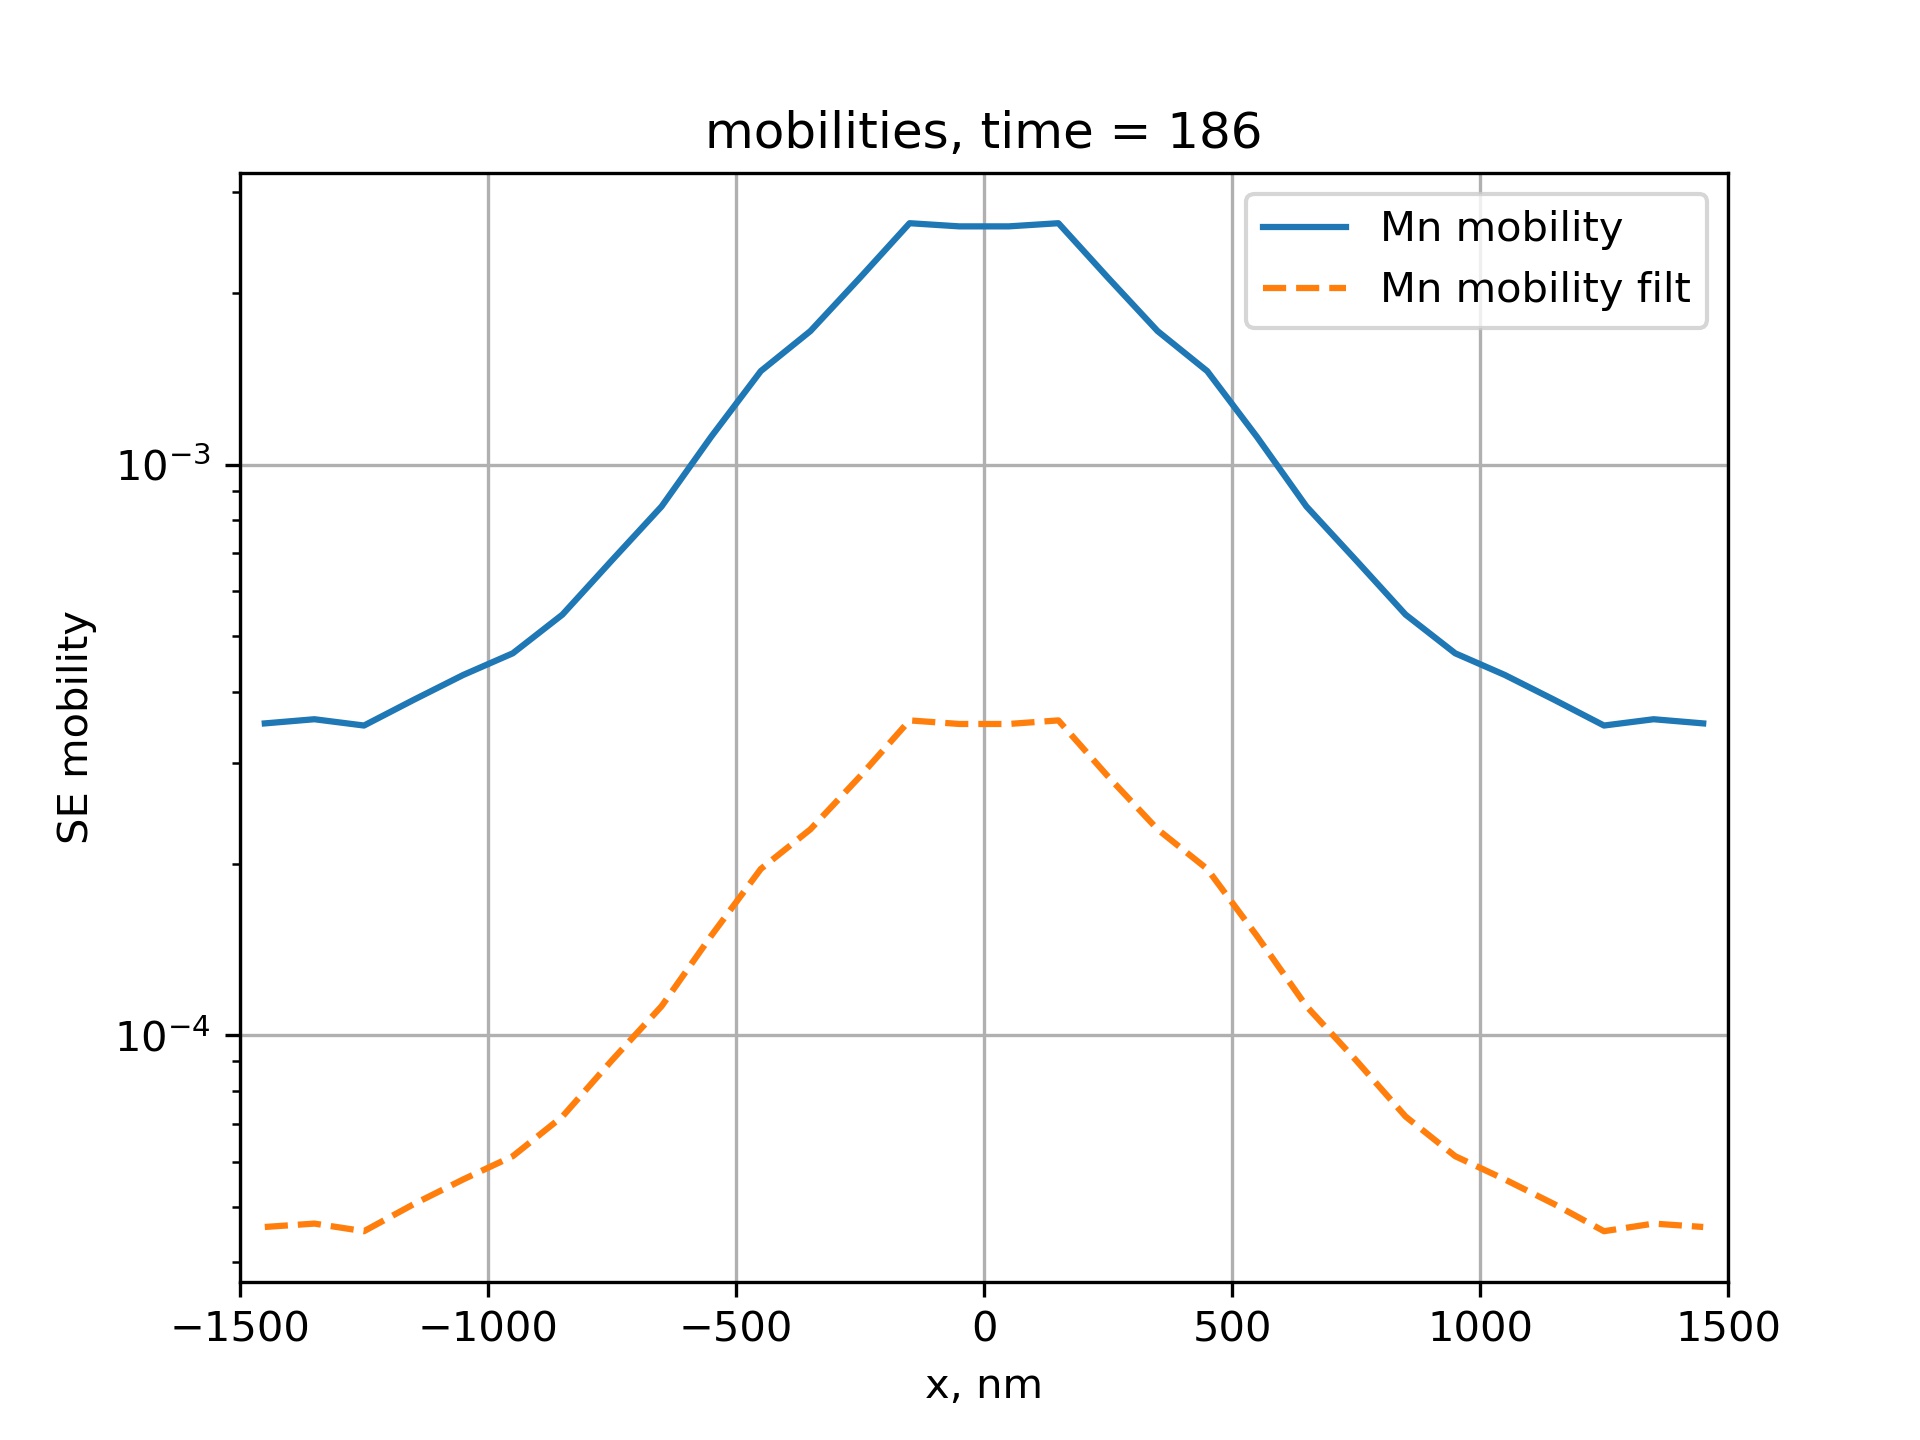 mobilities, time = 186
Mn mobility
Mn mobility filt
SE mobility
10⁻³
10⁻⁴
−1500 −1000 −500 0 500 1000 1500
x, nm